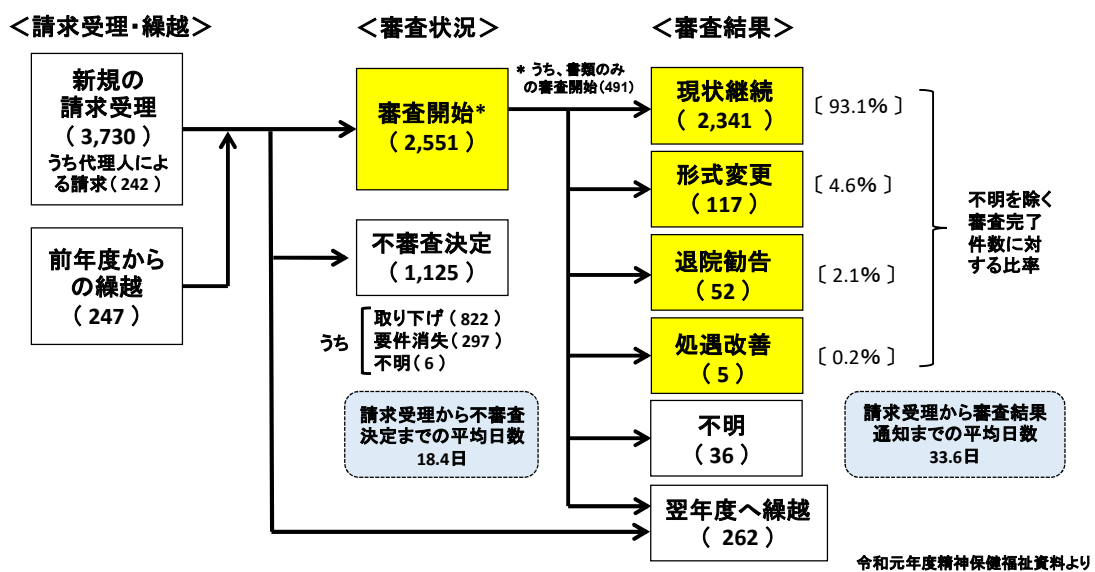 ＜請求受理・繰越＞
新規の
請求受理
（ 3,730 ）
うち代理人によ
る請求（ 242 ）
前年度から
の繰越
（ 247 ）
＜審査状況＞
審査開始*
（ 2,551 ）
* うち、書類のみ
の審査開始（491）
不審査決定
（ 1,125 ）
うち
取り下げ（ 822 ）
要件消失（ 297 ）
不明（ 6 ）
請求受理から不審査
決定までの平均日数
18.4日
＜審査結果＞
現状継続
（ 2,341 ）
〔 93.1% 〕
形式変更
（ 117 ）
〔 4.6% 〕
退院勧告
（ 52 ）
〔 2.1% 〕
処遇改善
（ 5 ）
〔 0.2% 〕
不明を除く
審査完了
件数に対
する比率
不明
（ 36 ）
請求受理から審査結果
通知までの平均日数
33.6日
翌年度へ繰越
（ 262 ）
令和元年度精神保健福祉資料より